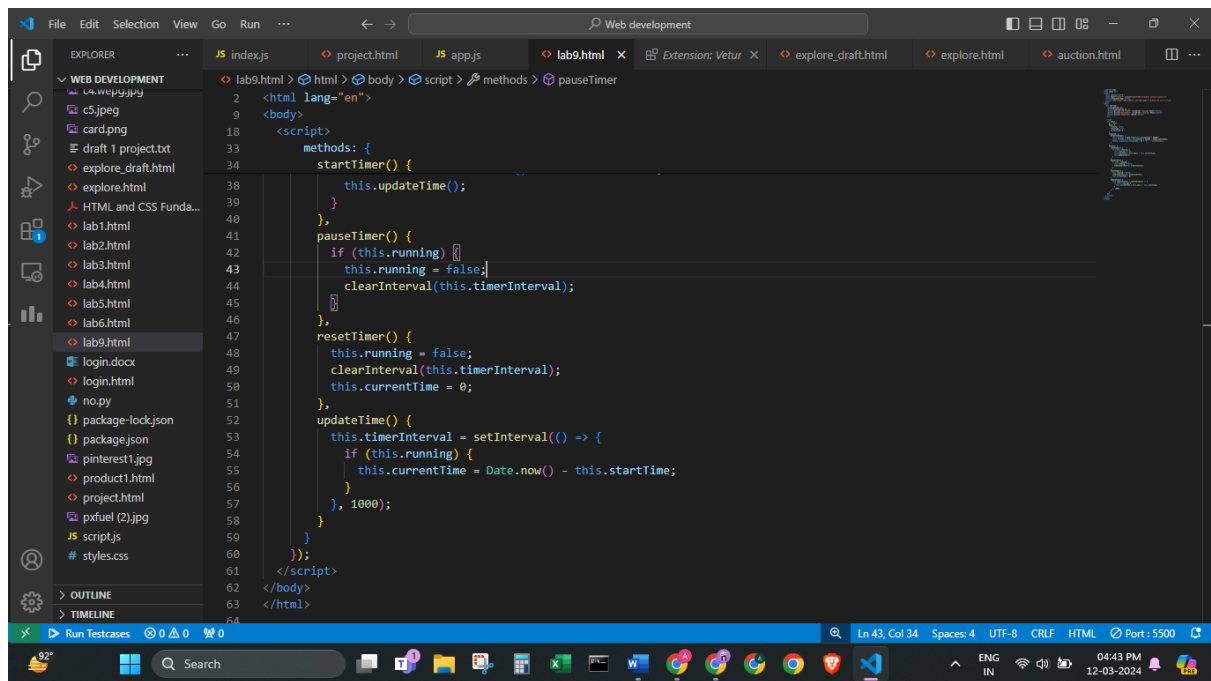 File Edit Selection View Go Run ··· Web development
EXPLORER ···
WEB DEVELOPMENT
c4.wepg.jpg
c5.jpeg
card.png
draft 1 project.txt
explore_draft.html
explore.html
HTML and CSS Funda...
lab1.html
lab2.html
lab3.html
lab4.html
lab5.html
lab6.html
lab9.html
login.docx
login.html
no.py
package-lock.json
package.json
pinterest1.jpg
product1.html
project.html
pxfuel (2).jpg
script.js
styles.css
OUTLINE
TIMELINE
JS index.js project.html JS app.js lab9.html Extension: Vetur explore_draft.html explore.html auction.html ···
lab9.html > html > body > script > methods > pauseTimer
2 <html lang="en">
9 <body>
18 <script>
33 methods: {
34 startTimer() {
38 this.updateTime();
39 }
40 },
41 pauseTimer() {
42 if (this.running) {
43 this.running = false;
44 clearInterval(this.timerInterval);
45 }
46 },
47 resetTimer() {
48 this.running = false;
49 clearInterval(this.timerInterval);
50 this.currentTime = 0;
51 },
52 updateTime() {
53 this.timerInterval = setInterval(() => {
54 if (this.running) {
55 this.currentTime = Date.now() - this.startTime;
56 }
57 }, 1000);
58 }
59 }
60 });
61 </script>
62 </body>
63 </html>
64
Run Testcases 0 0 0 Ln 43, Col 34 Spaces: 4 UTF-8 CRLF HTML Port : 5500
92° Search ENG IN 04:43 PM 12-03-2024